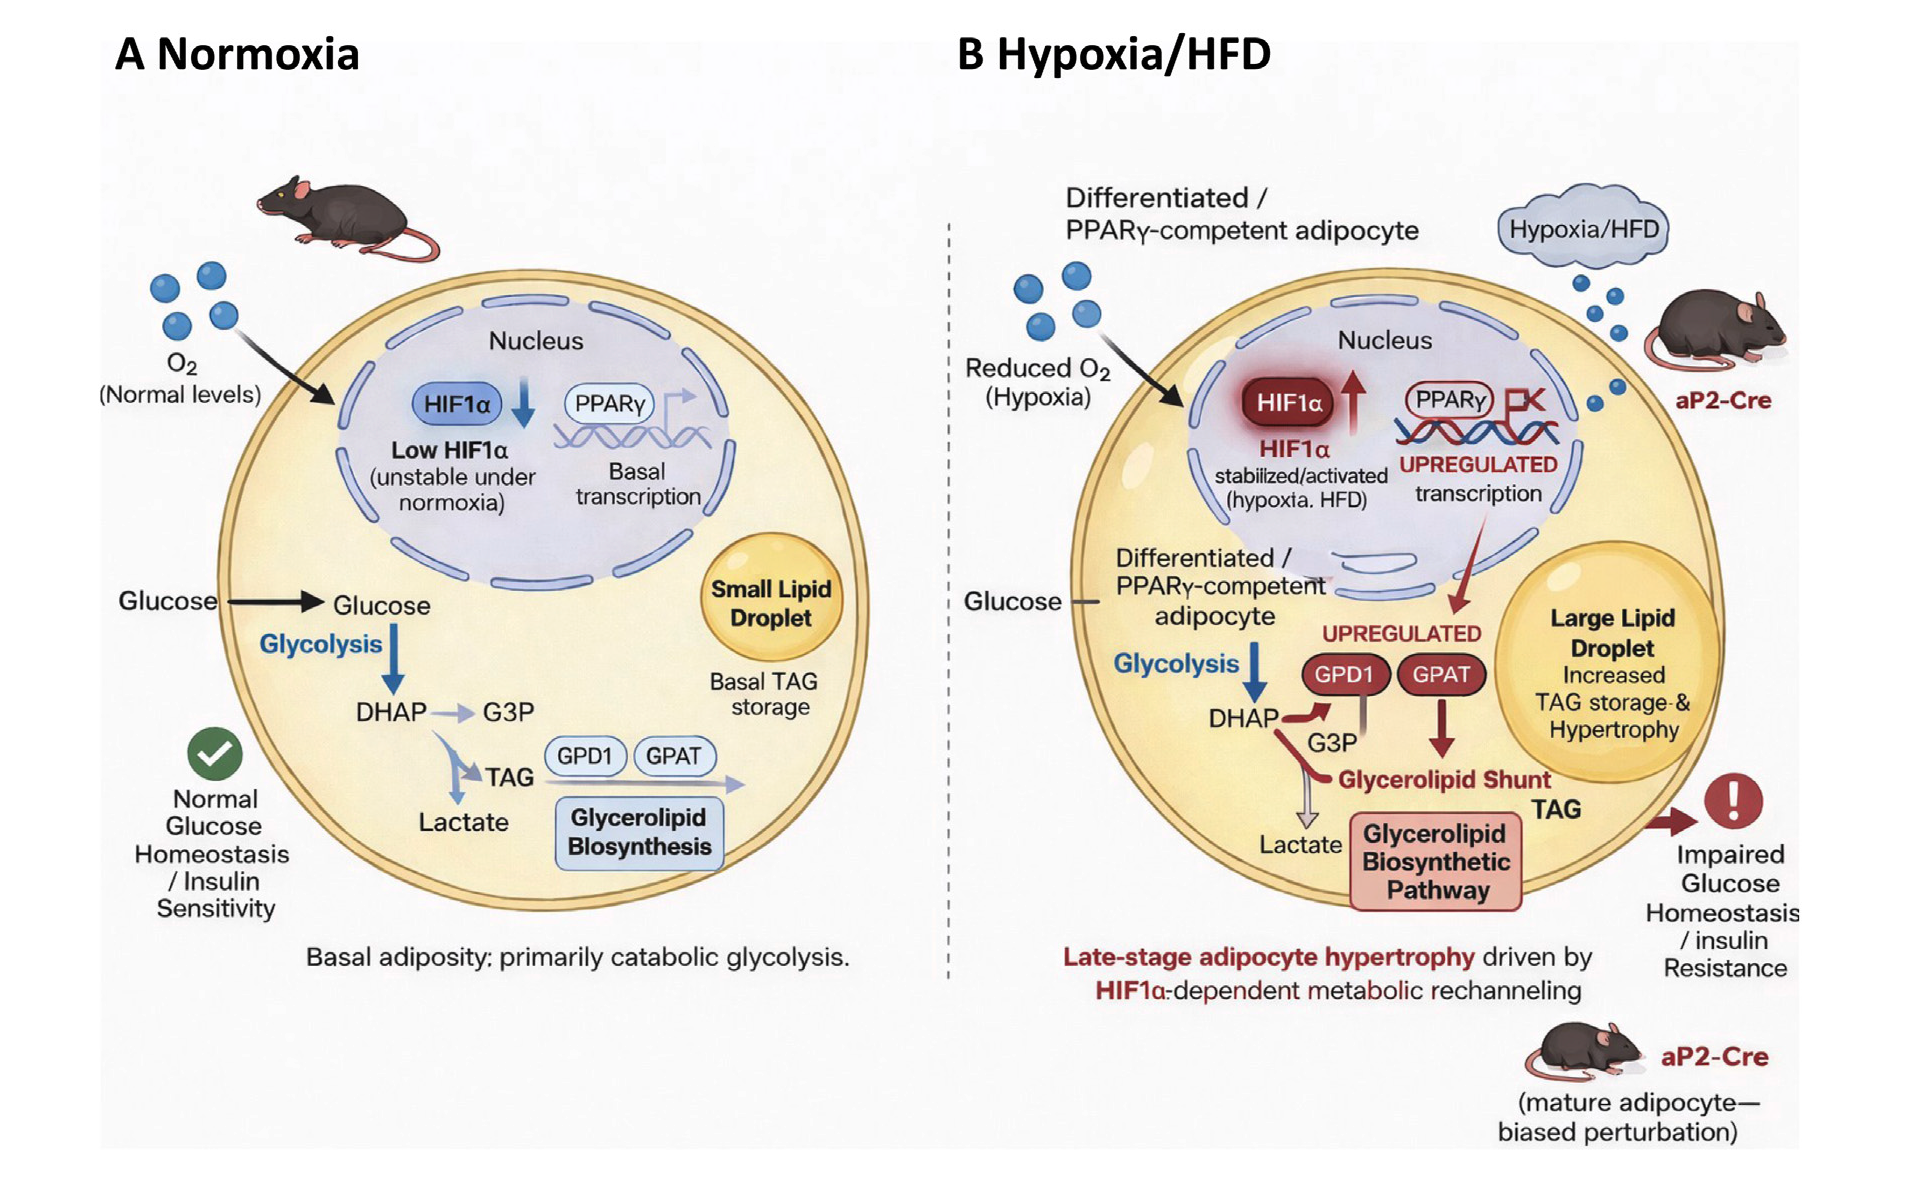 A Normoxia
O2
(Normal levels)
Nucleus
HIF1α
PPARγ
Low HIF1α
(unstable under
normoxia)
Basal
transcription
Glucose
Glucose
Glycolysis
Small Lipid
Droplet
Basal TAG
storage
DHAP
G3P
GPD1
GPAT
TAG
Lactate
Glycerolipid
Biosynthesis
Normal
Glucose
Homeostasis
/ Insulin
Sensitivity
Basal adiposity; primarily catabolic glycolysis.
B Hypoxia/HFD
Differentiated /
PPARγ-competent adipocyte
Hypoxia/HFD
aP2-Cre
Reduced O2
(Hypoxia)
Nucleus
HIF1α
PPARγ
HIF1α
stabilized/activated
(hypoxia. HFD)
UPREGULATED
transcription
Differentiated /
PPARγ-competent
adipocyte
Glucose
UPREGULATED
Glycolysis
GPD1
GPAT
DHAP
G3P
Large Lipid
Droplet
Increased
TAG storage-&
Hypertrophy
Glycerolipid Shunt
TAG
Lactate
Glycerolipid
Biosynthetic
Pathway
!
Impaired
Glucose
Homeostasis
/ insulin
Resistance
Late-stage adipocyte hypertrophy driven by
HIF1α-dependent metabolic rechanneling
aP2-Cre
(mature adipocyte—
biased perturbation)